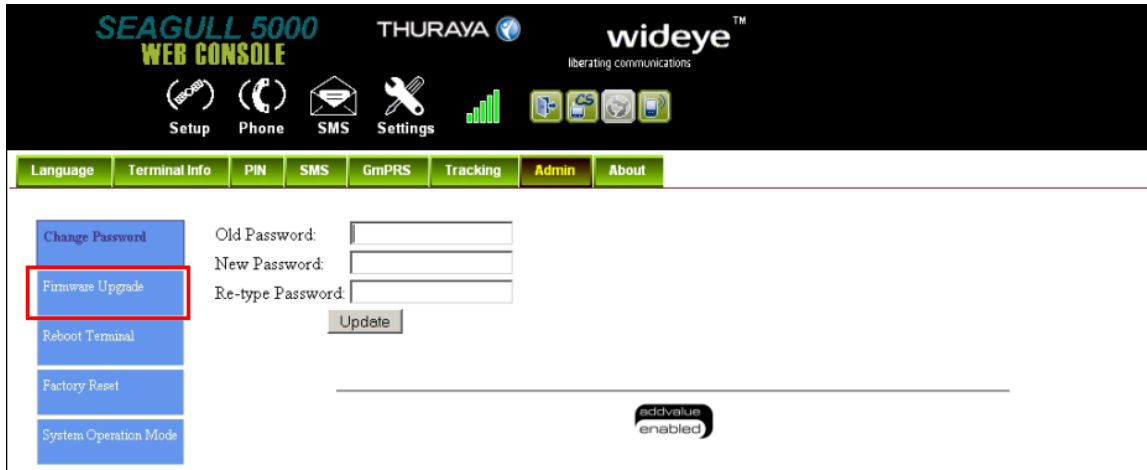 SEAGULL 5000
WEB CONSOLE
THURAYA
wideye™
liberating communications
Setup Phone SMS Settings
CS
Language Terminal Info PIN SMS GmPRS Tracking Admin About
Change Password
Firmware Upgrade
Reboot Terminal
Factory Reset
System Operation Mode
Old Password:
New Password:
Re-type Password:
Update
addvalue
enabled